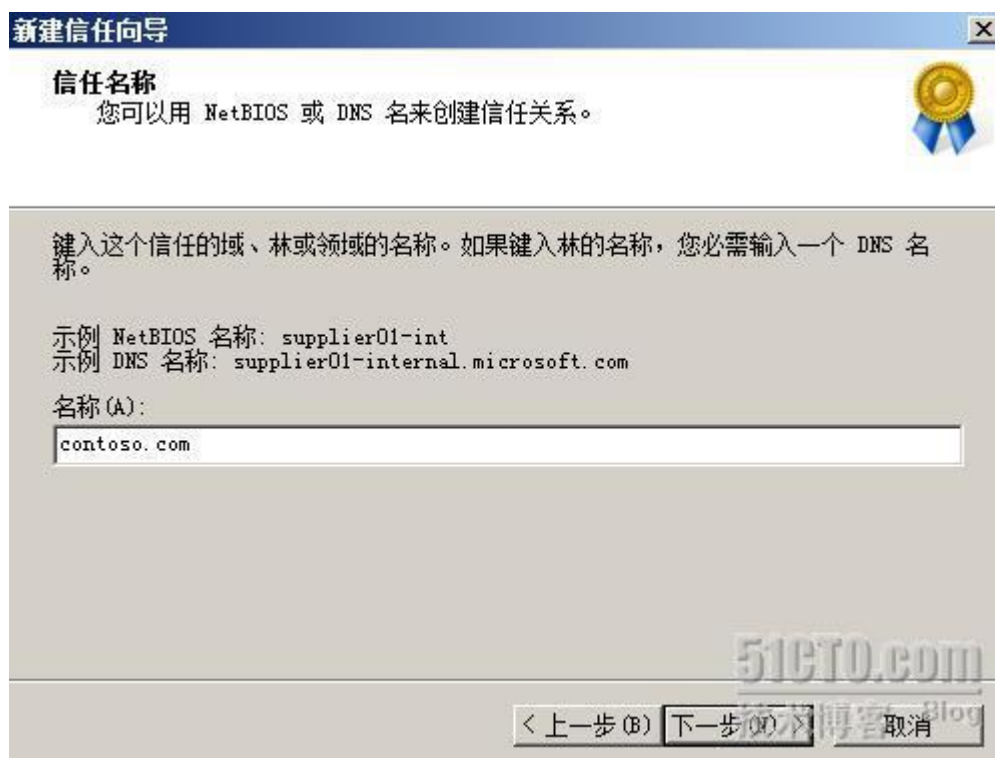 新建信任向导
信任名称
您可以用 NetBIOS 或 DNS 名来创建信任关系。
键入这个信任的域、林或领域的名称。如果键入林的名称，您必需输入一个 DNS 名
称。
示例 NetBIOS 名称: supplier01-int
示例 DNS 名称: supplier01-internal.microsoft.com
名称(A):
contoso.com
51CTO.com
< 上一步(B) 下一步(N) > 取消
技术博客 Blog